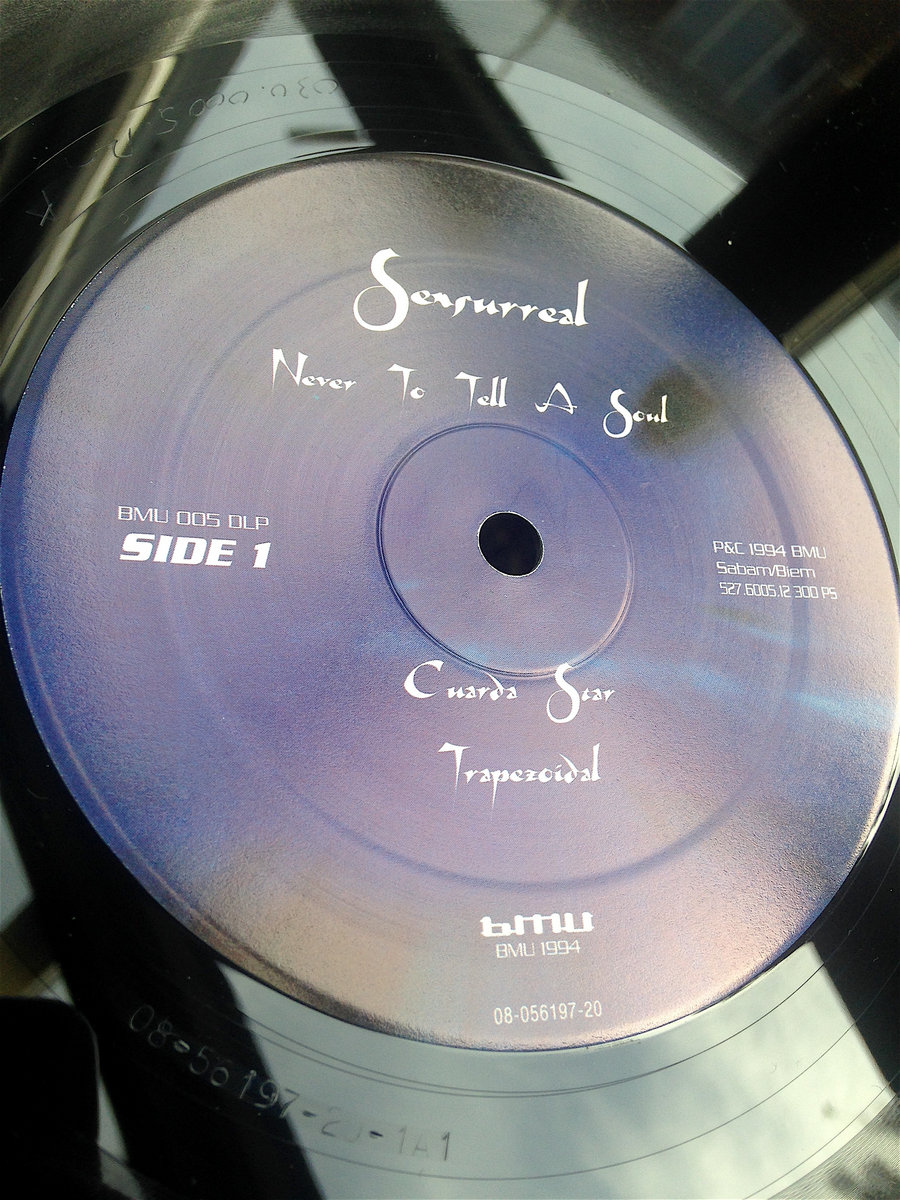 Sensurreal
Never To Tell A Soul
BMU 005 DLP
SIDE 1
P&C 1994 BMU
Sabam/Biem
527.6005.12 300 PS
Cuarda Star
Trapezoidal
bmu
BMU 1994
08-056197-20
08-56197-20-1A1